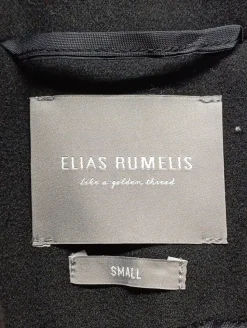 ELIAS RUMELIS
like a golden thread
SMALL